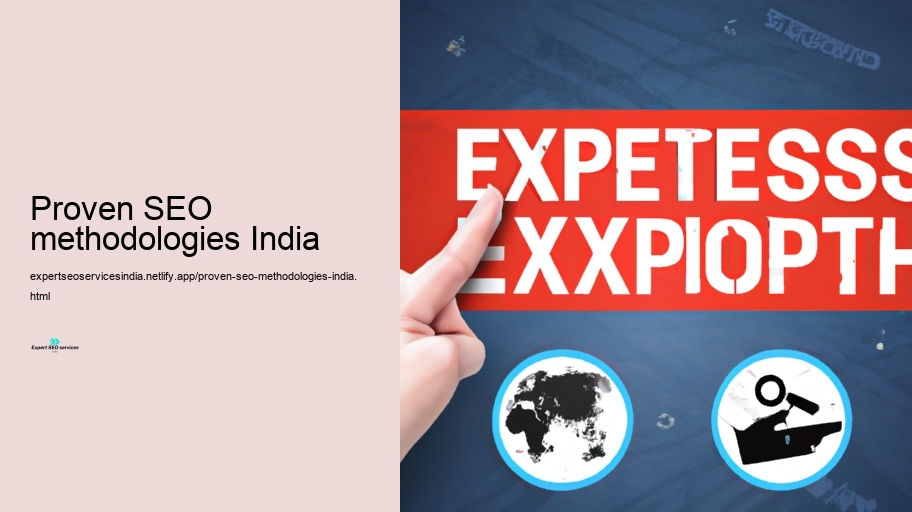 Proven SEO
methodologies India
expertseoservicesindia.netlify.app/proven-seo-methodologies-india.
html
Expert SEO services
EXPETESSS
EXXPIOPTH